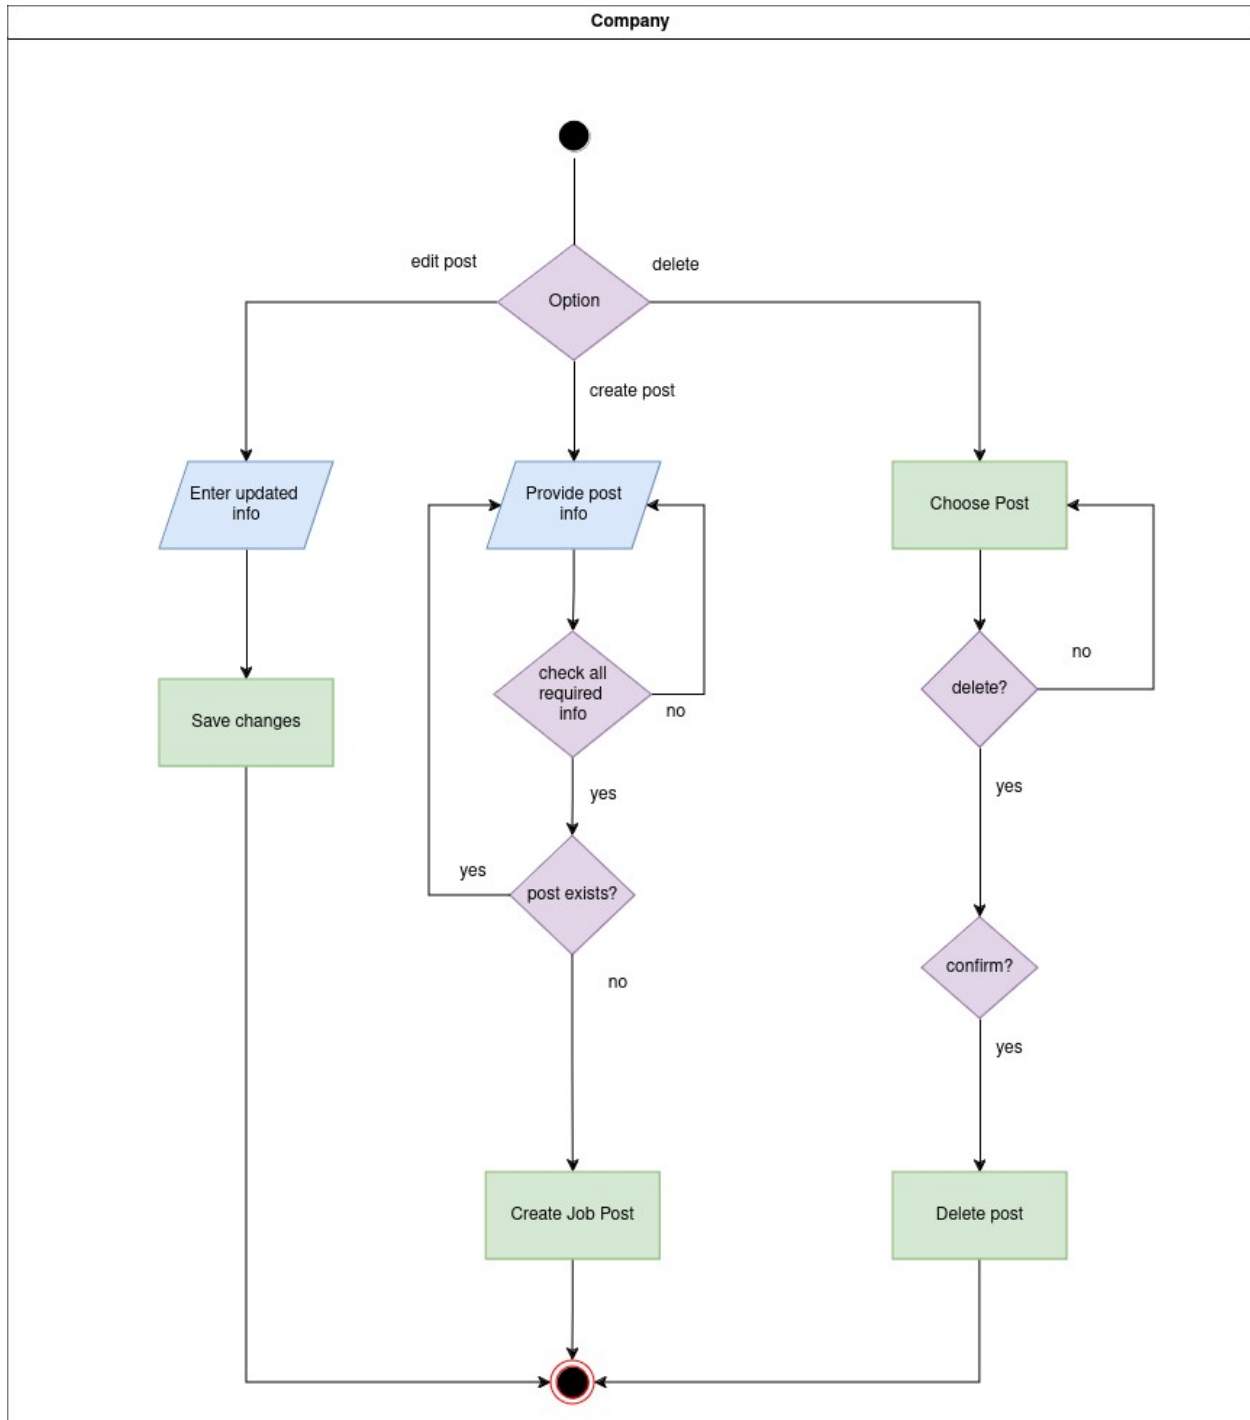 Company
edit post
delete
Option
create post
Enter updated
info
Provide post
info
Choose Post
check all
required
info
no
delete?
no
Save changes
yes
yes
yes
post exists?
no
confirm?
yes
Create Job Post
Delete post